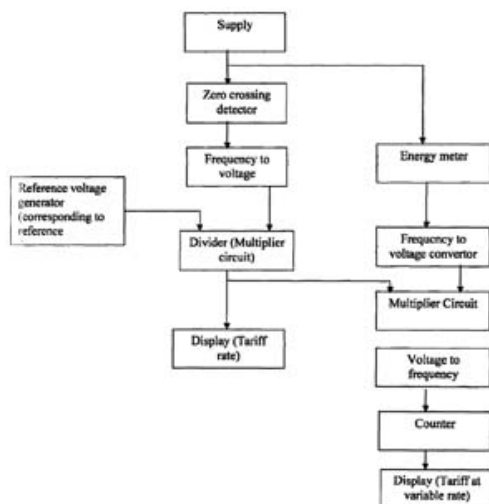 Supply
Zero crossing
detector
Frequency to
voltage
Energy meter
Reference voltage
generator
(corresponding to
reference
Divider (Multiplier
circuit)
Frequency to
voltage convertor
Multiplier Circuit
Display (Tariff
rate)
Voltage to
frequency
Counter
Display (Tariff at
variable rate)